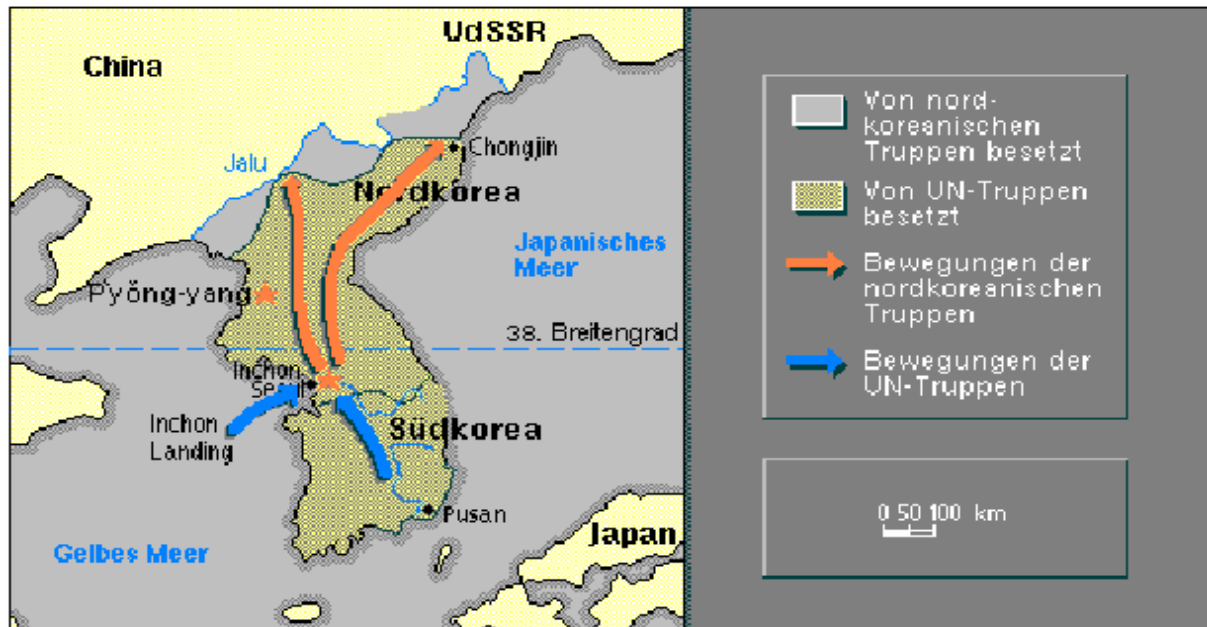 UdSSR
China
Jalu
Chongjin
Nordkorea
Japanisches
Meer
Pyŏng-yang
38. Breitengrad
Inchon
Seoul
Inchon
Landing
Südkorea
Pusan
Gelbes Meer
Japan
Von nord-
koreanischen
Truppen besetzt
Von UN-Truppen
besetzt
Bewegungen der
nordkoreanischen
Truppen
Bewegungen der
UN-Truppen
0 50 100 km